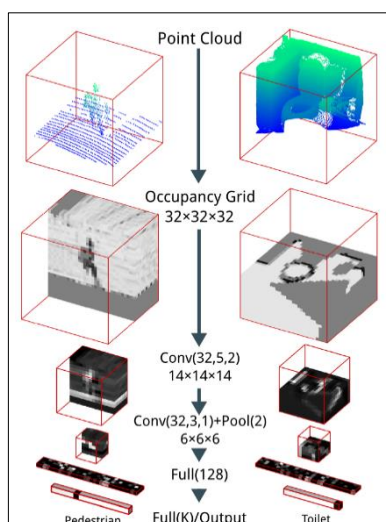 Point Cloud
Occupancy Grid
32×32×32
Conv(32,5,2)
14×14×14
Conv(32,3,1)+Pool(2)
6×6×6
Full(128)
Pedestrian
Full(K)/Output
Toilet